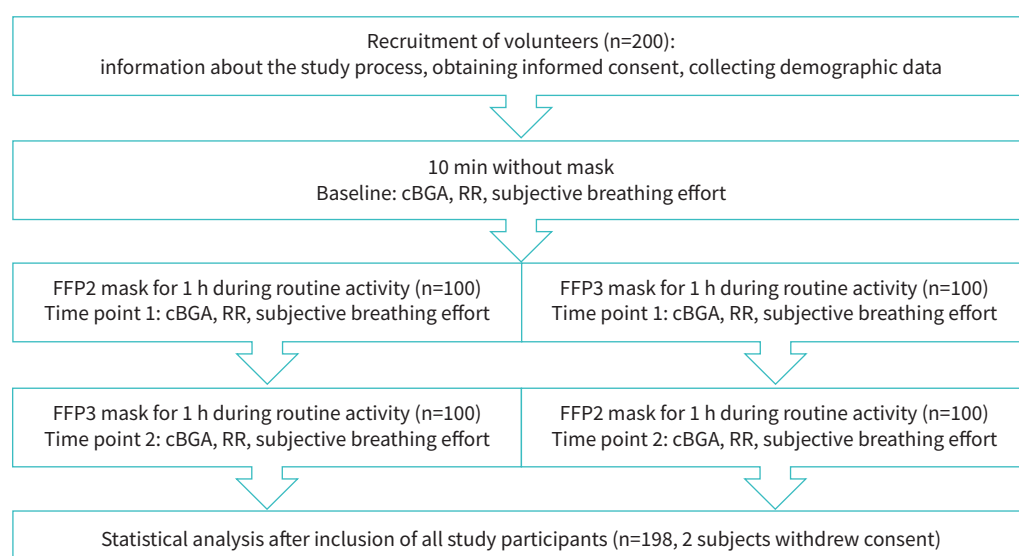 Recruitment of volunteers (n=200):
information about the study process, obtaining informed consent, collecting demographic data
10 min without mask
Baseline: cBGA, RR, subjective breathing effort
FFP2 mask for 1 h during routine activity (n=100)
Time point 1: cBGA, RR, subjective breathing effort
FFP3 mask for 1 h during routine activity (n=100)
Time point 1: cBGA, RR, subjective breathing effort
FFP3 mask for 1 h during routine activity (n=100)
Time point 2: cBGA, RR, subjective breathing effort
FFP2 mask for 1 h during routine activity (n=100)
Time point 2: cBGA, RR, subjective breathing effort
Statistical analysis after inclusion of all study participants (n=198, 2 subjects withdrew consent)